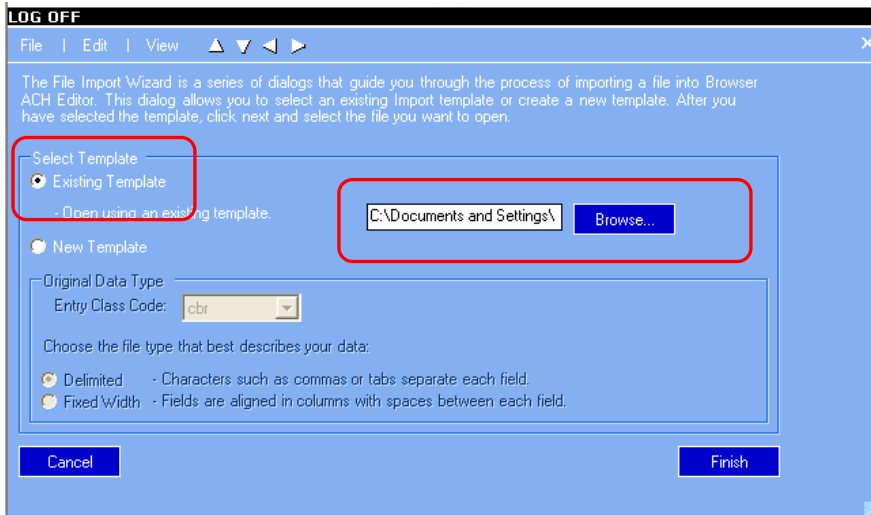 LOG OFF
File | Edit | View
The File Import Wizard is a series of dialogs that guide you through the process of importing a file into Browser
ACH Editor. This dialog allows you to select an existing Import template or create a new template. After you
have selected the template, click next and select the file you want to open.
Select Template
Existing Template
- Open using an existing template.
C:\Documents and Settings\ Browse...
New Template
Original Data Type
Entry Class Code: cbr
Choose the file type that best describes your data:
Delimited - Characters such as commas or tabs separate each field.
Fixed Width - Fields are aligned in columns with spaces between each field.
Cancel Finish